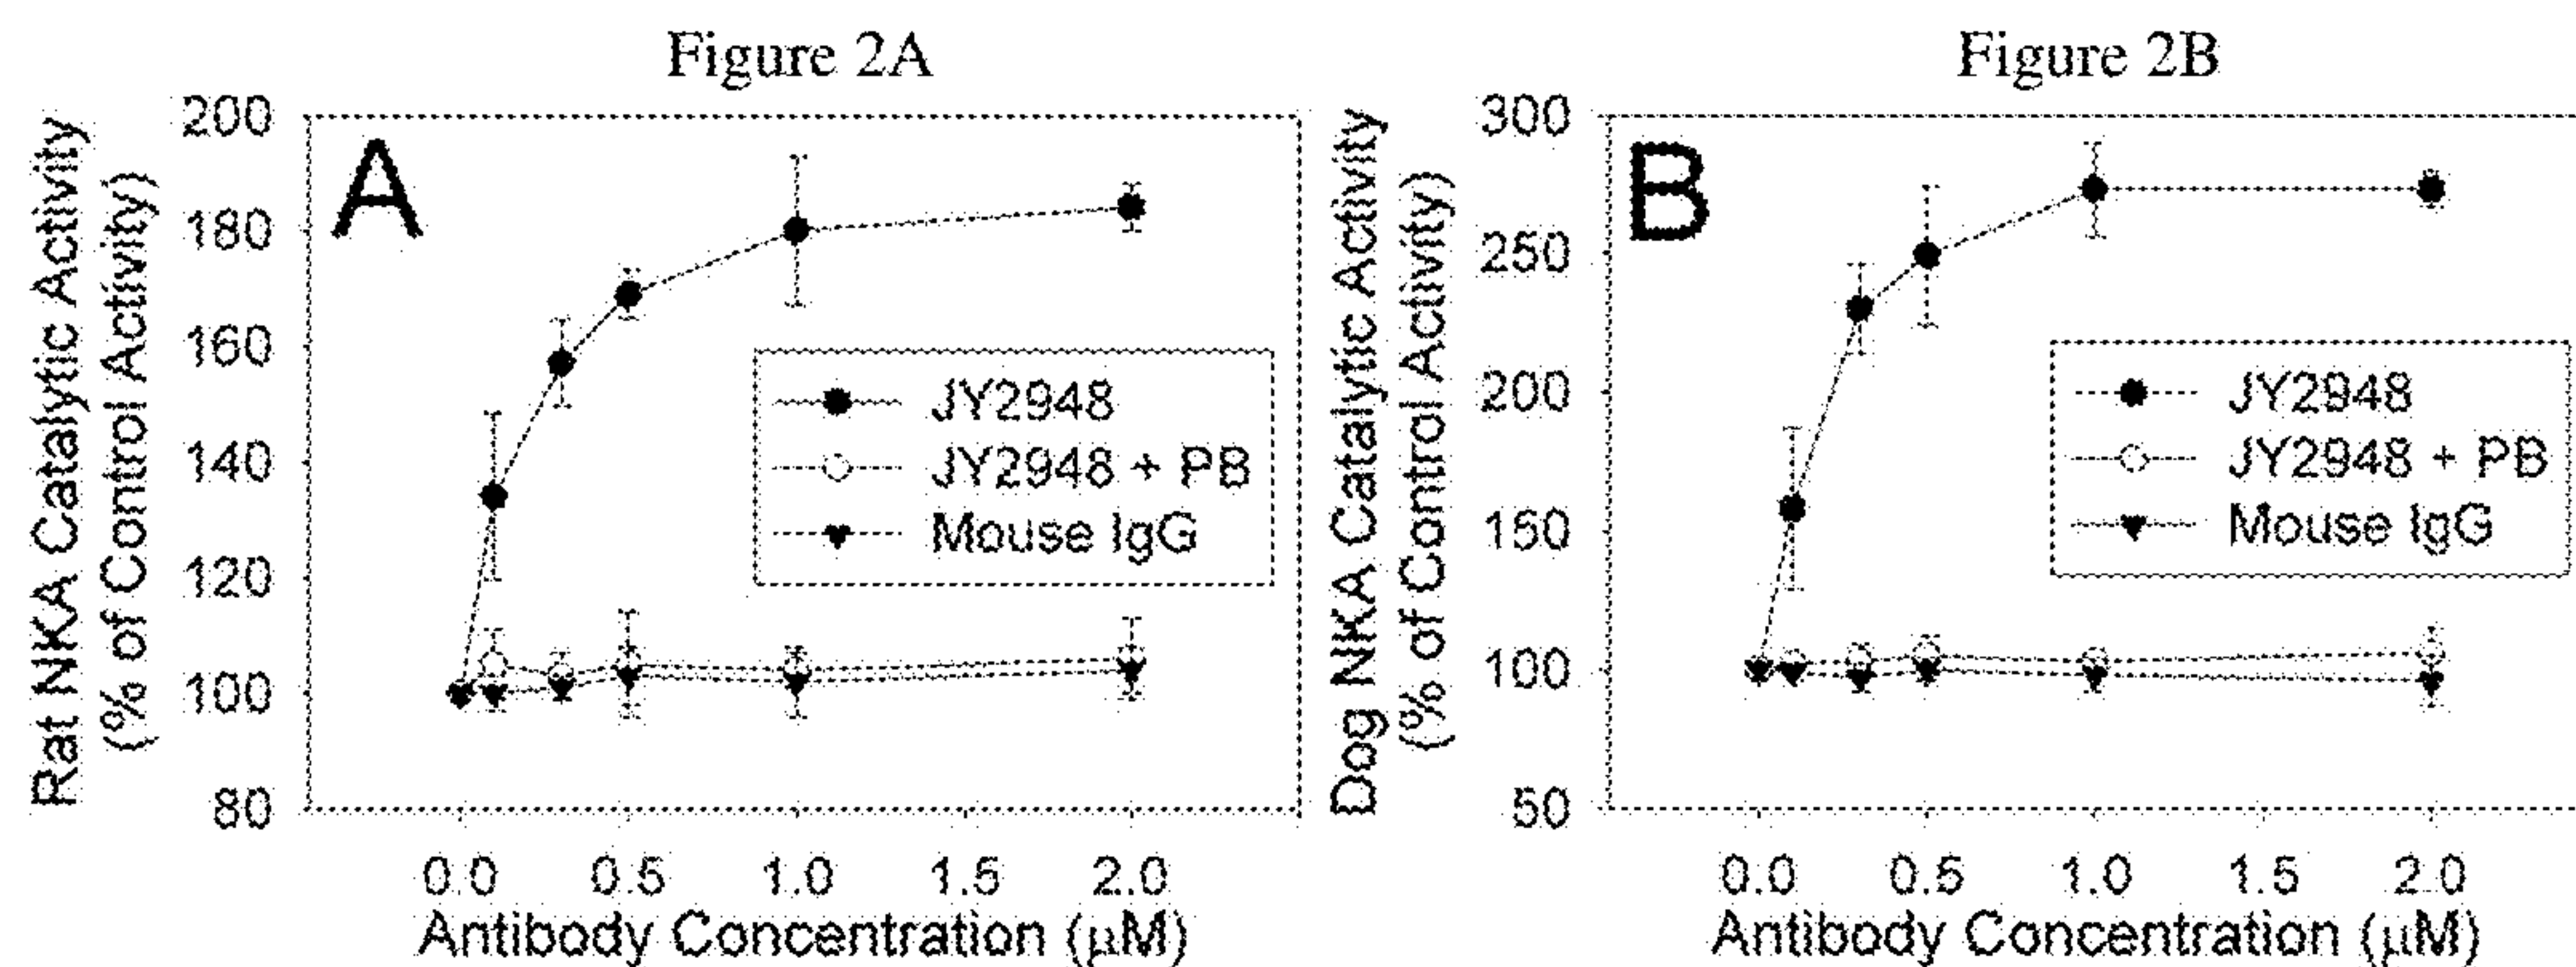 Figure 2A
Rat NKA Catalytic Activity
(% of Control Activity)
200
180
160
140
120
100
80
A
JY2948
JY2948 + PB
Mouse IgG
0.0 0.5 1.0 1.5 2.0
Antibody Concentration (μM)
Figure 2B
Dog NKA Catalytic Activity
(% of Control Activity)
300
250
200
150
100
50
B
JY2948
JY2948 + PB
Mouse IgG
0.0 0.5 1.0 1.5 2.0
Antibody Concentration (μM)